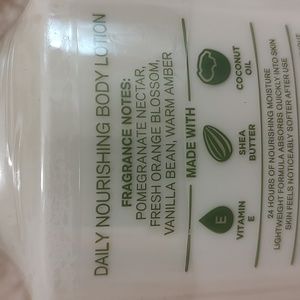 DAILY NOURISHING BODY LOTION
FRAGRANCE NOTES:
POMEGRANATE NECTAR,
FRESH ORANGE BLOSSOM,
VANILLA BEAN, WARM AMBER
MADE WITH
E
VITAMIN
E
SHEA
BUTTER
COCONUT
OIL
24 HOURS OF NOURISHING MOISTURE
LIGHTWEIGHT FORMULA ABSORBS QUICKLY INTO SKIN
SKIN FEELS NOTICEABLY SOFTER AFTER USE